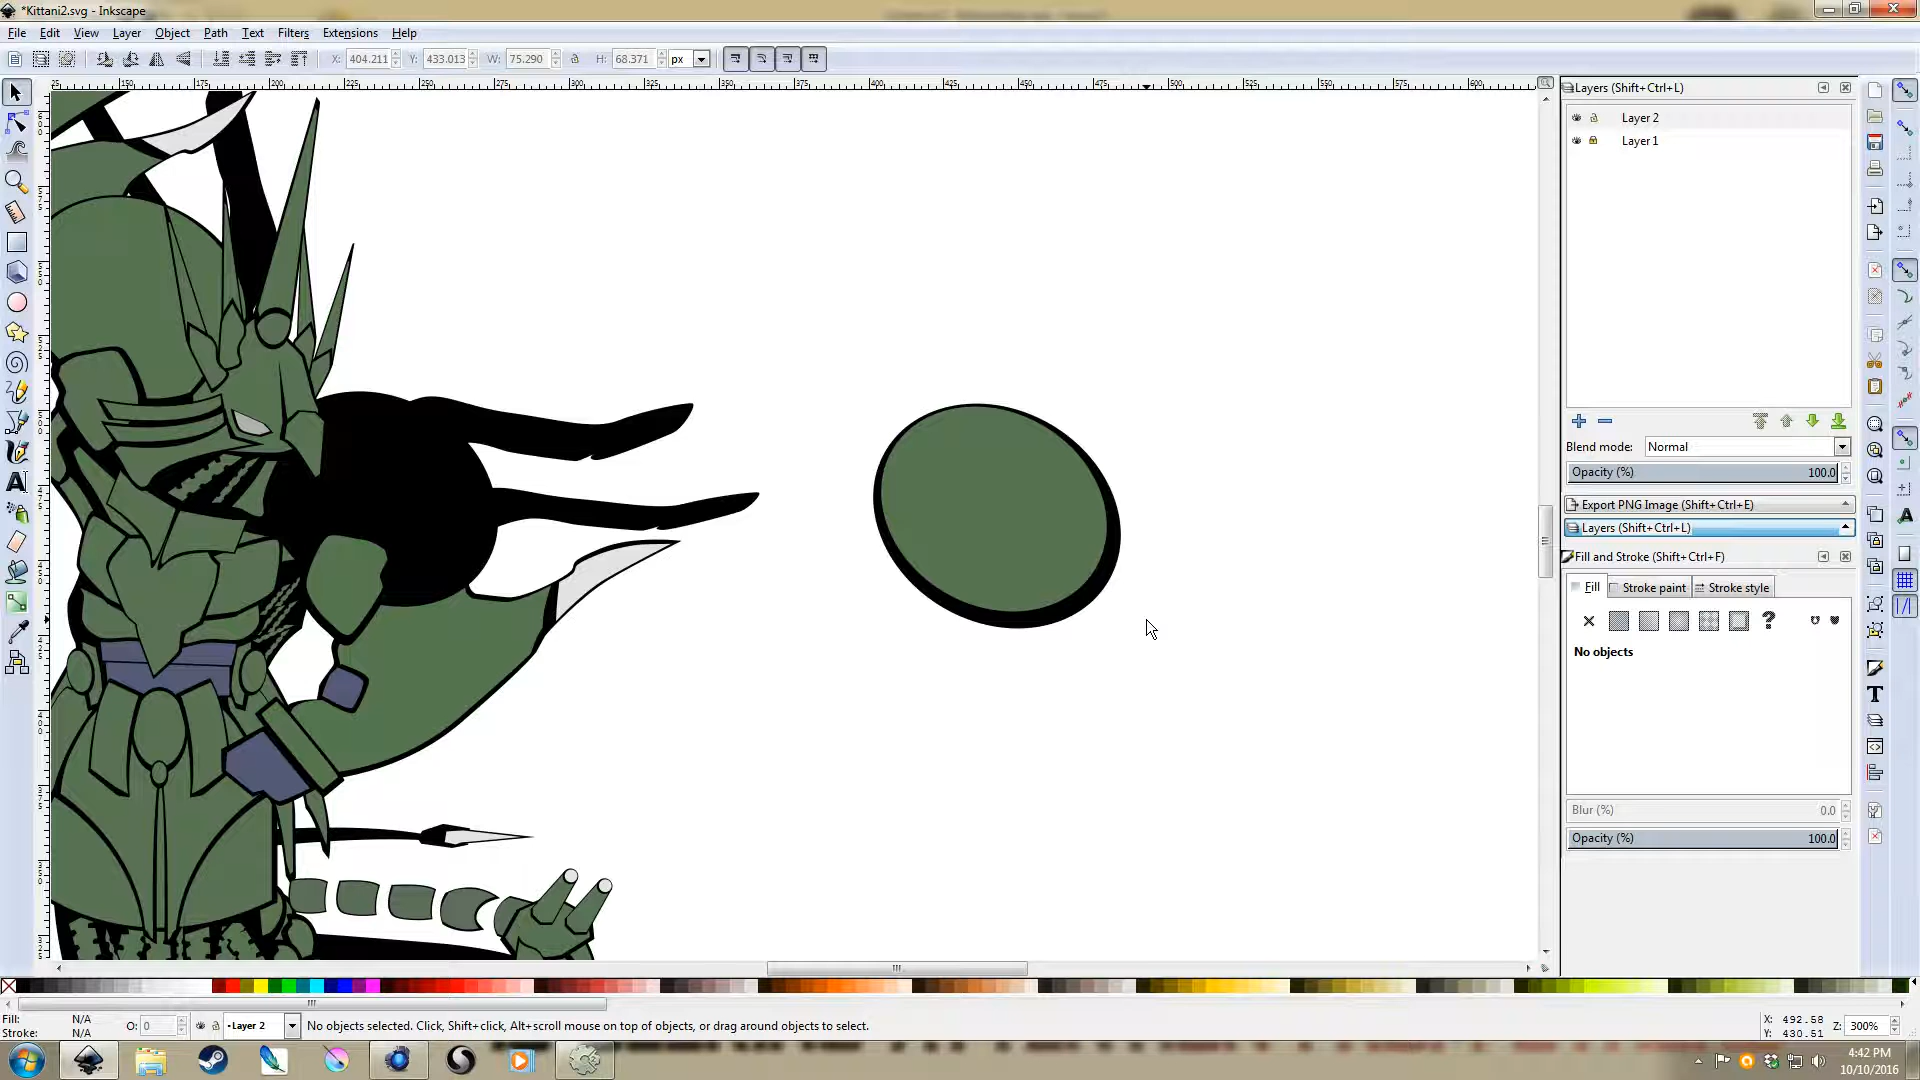 *Kittani2.svg - Inkscape
File Edit View Layer Object Path Text Filters Extensions Help
X: 404.211 Y: 433.013 W: 75.290 H: 68.371 px
Layers (Shift+Ctrl+L)
Layer 2
Layer 1
Blend mode: Normal
Opacity (%) 100.0
Export PNG Image (Shift+Ctrl+E)
Layers (Shift+Ctrl+L)
Fill and Stroke (Shift+Ctrl+F)
Fill Stroke paint Stroke style
No objects
Blur (%) 0.0
Opacity (%) 100.0
Fill: N/A
Stroke: N/A
O: 0
•Layer 2
No objects selected. Click, Shift+click, Alt+scroll mouse on top of objects, or drag around objects to select.
X: 492.58
Y: 430.51
Z: 300%
4:42 PM
10/10/2016